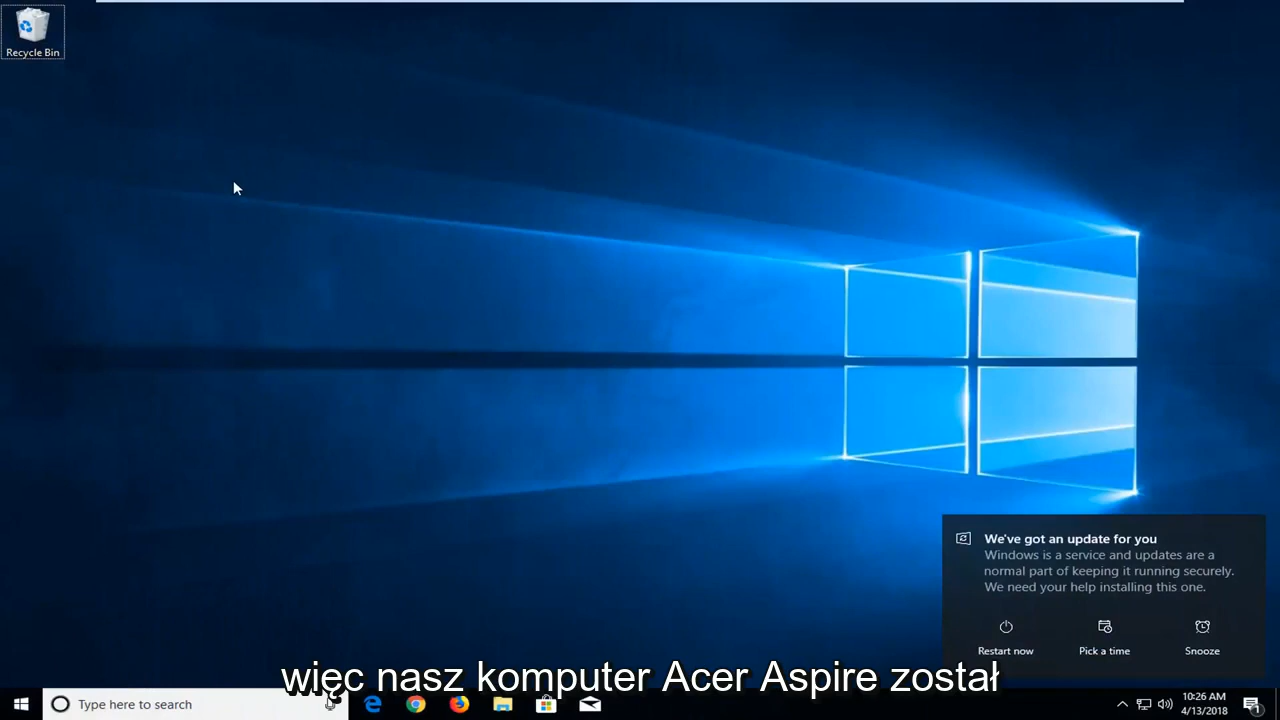 Recycle Bin
We've got an update for you
Windows is a service and updates are a
normal part of keeping it running securely.
We need your help installing this one.
Restart now
Pick a time
Snooze
więc nasz komputer Acer Aspire został
Type here to search
10:26 AM
4/13/2018
1